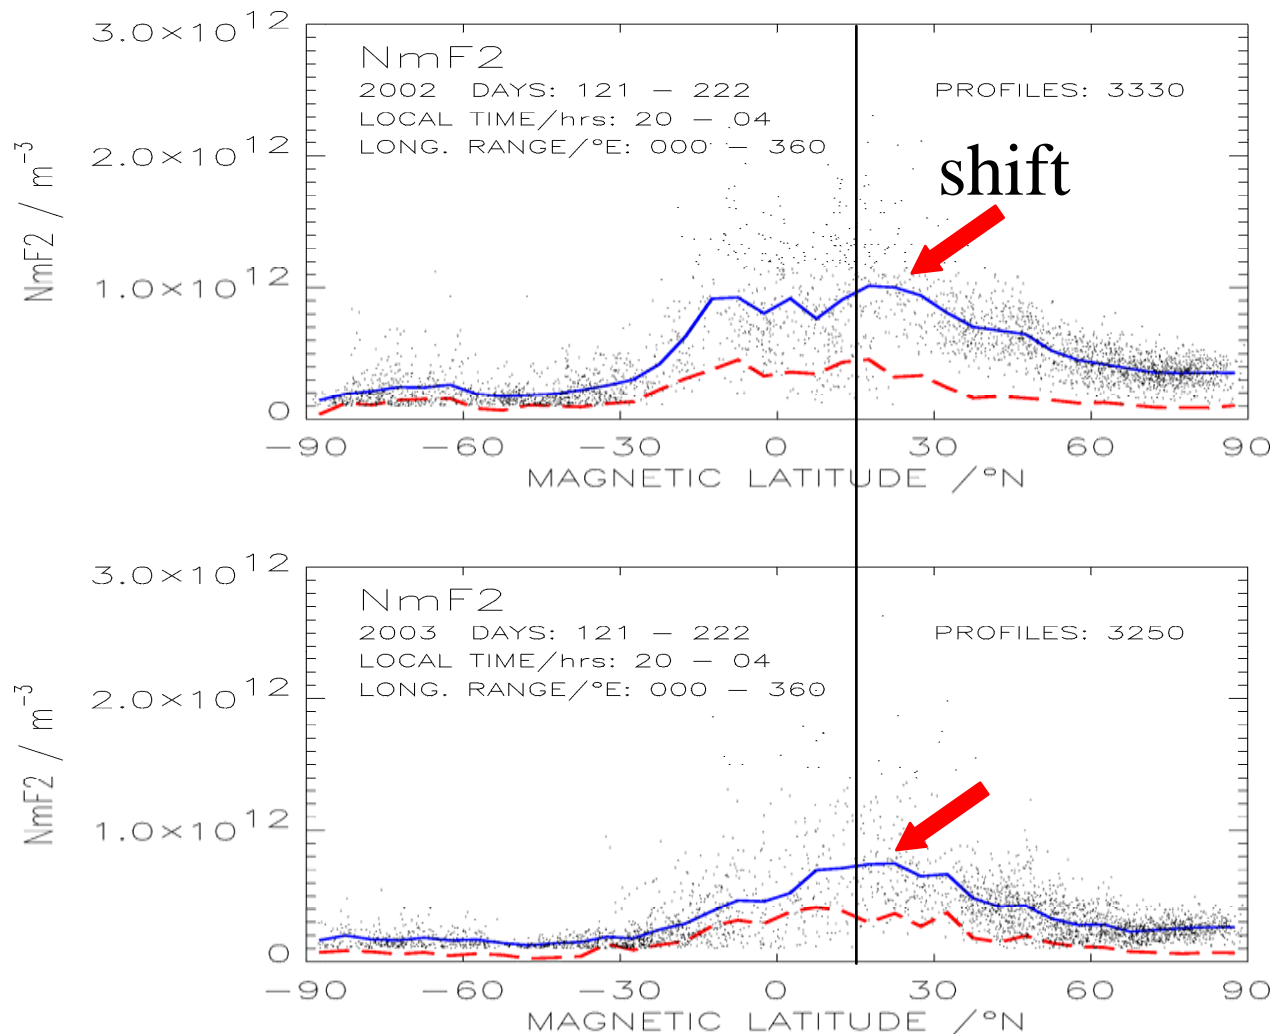 3.0×10¹²
NmF2
2002 DAYS: 121 – 222 PROFILES: 3330
LOCAL TIME/hrs: 20 – 04
LONG. RANGE/°E: 000 – 360
2.0×10¹²
shift
NmF2 / m⁻³
1.0×10¹²
0
−90 −60 −30 0 30 60 90
MAGNETIC LATITUDE /°N
3.0×10¹²
NmF2
2003 DAYS: 121 – 222 PROFILES: 3250
LOCAL TIME/hrs: 20 – 04
LONG. RANGE/°E: 000 – 360
2.0×10¹²
NmF2 / m⁻³
1.0×10¹²
0
−90 −60 −30 0 30 60 90
MAGNETIC LATITUDE /°N